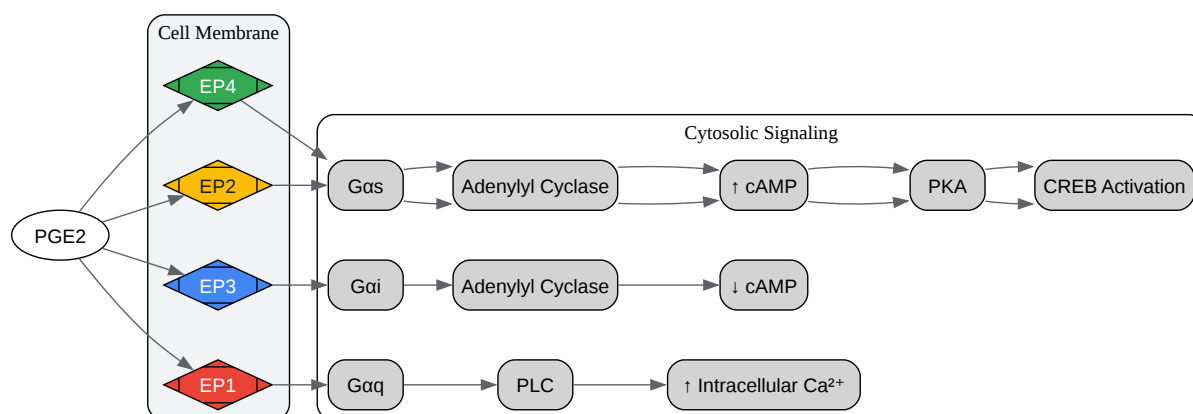 Cell Membrane
EP4
Cytosolic Signaling
EP2
Gαs
Adenylyl Cyclase
↑ cAMP
PKA
CREB Activation
PGE2
EP3
Gαi
Adenylyl Cyclase
↓ cAMP
EP1
Gαq
PLC
↑ Intracellular Ca²⁺